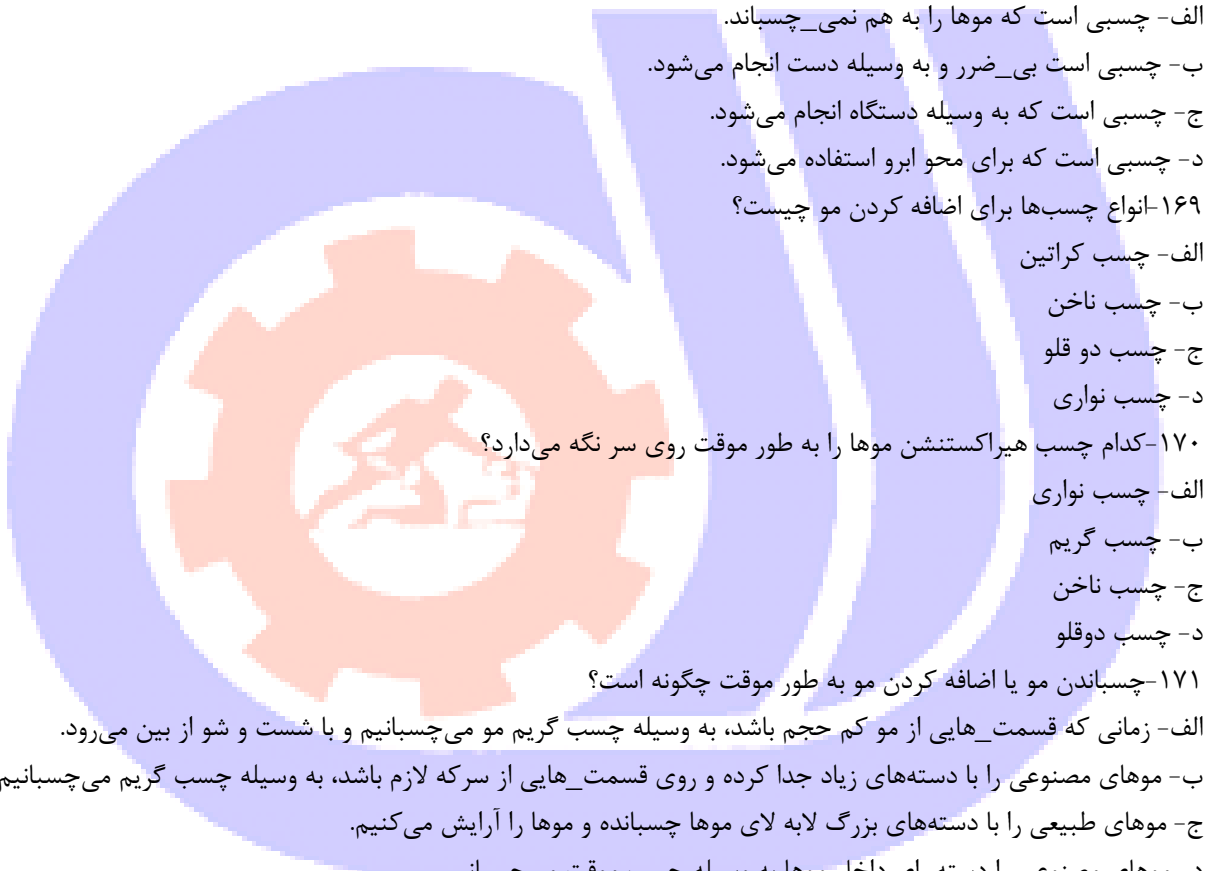 الف- چسبی است که موها را به هم نمی_چسباند.
ب- چسبی است بی_ضرر و به وسیله دست انجام می‌شود.
ج- چسبی است که به وسیله دستگاه انجام می‌شود.
د- چسبی است که برای محو ابرو استفاده می‌شود.
۱۶۹-انواع چسب‌ها برای اضافه کردن مو چیست؟
الف- چسب کراتین
ب- چسب ناخن
ج- چسب دو قلو
د- چسب نواری
۱۷۰-کدام چسب هیراکستنشن موها را به طور موقت روی سر نگه می‌دارد؟
الف- چسب نواری
ب- چسب گریم
ج- چسب ناخن
د- چسب دوقلو
۱۷۱-چسباندن مو یا اضافه کردن مو به طور موقت چگونه است؟
الف- زمانی که قسمت_هایی از مو کم حجم باشد، به وسیله چسب گریم مو می‌چسبانیم و با شست و شو از بین می‌رود.
ب- موهای مصنوعی را با دسته‌های زیاد جدا کرده و روی قسمت_هایی از سرکه لازم باشد، به وسیله چسب گریم می‌چسبانیم
ج- موهای طبیعی را با دسته‌های بزرگ لابه لای موها چسبانده و موها را آرایش می‌کنیم.